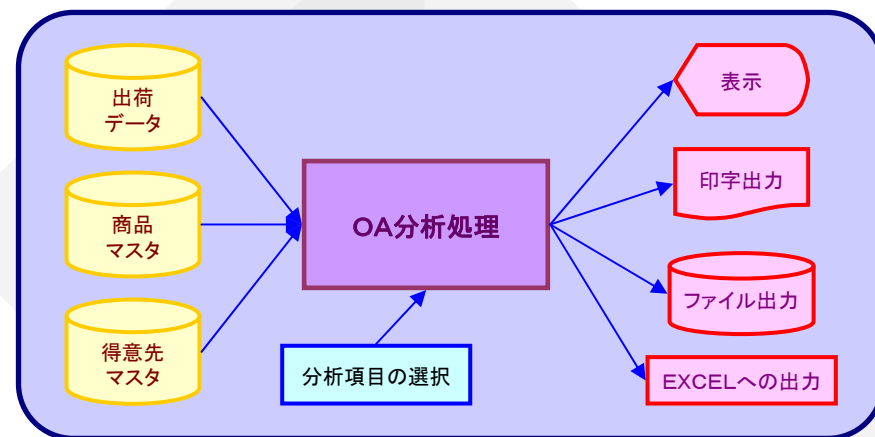 出荷
データ
商品
マスタ
得意先
マスタ
OA分析処理
分析項目の選択
表示
印字出力
ファイル出力
EXCELへの出力